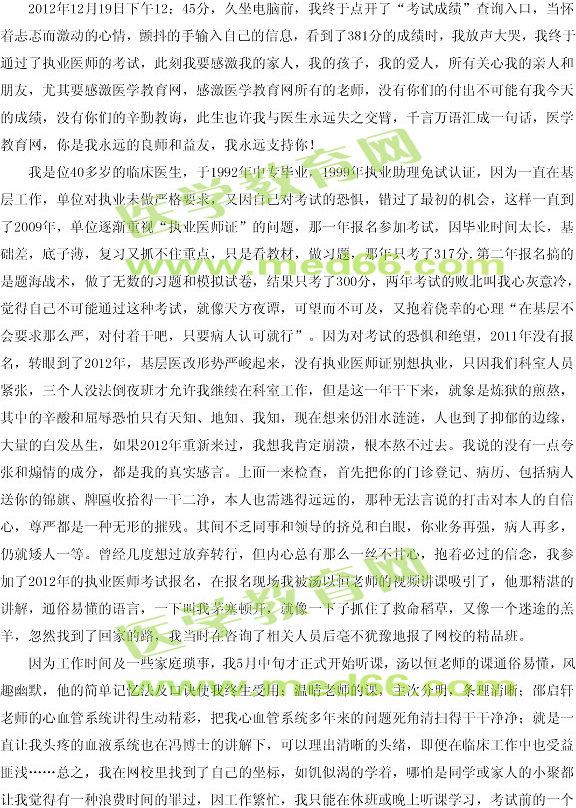 2012年12月19日下午12；45分，久坐电脑前，我终于点开了“考试成绩”查询入口，当怀
着忐忑而激动的心情，颤抖的手输入自己的信息，看到了381分的成绩时，我放声大哭，我终于
通过了执业医师的考试，此刻我要感激我的家人，我的孩子，我的爱人，所有关心我的亲人和
朋友，尤其要感激医学教育网，感激医学教育网所有的老师，没有你们的付出不可能有我今天
的成绩，没有你们的辛勤教诲，此生也许我与医生永远失之交臂，千言万语汇成一句话，医学
教育网，你是我永远的良师和益友，我永远支持你！
我是位40多岁的临床医生，于1992年中专毕业，1999年执业助理免试认证，因为一直在基
层工作，单位对执业未做严格要求，又因自己对考试的恐惧，错过了最初的机会，这样一直到
了2009年，单位逐渐重视“执业医师证”的问题，那一年报名参加考试，因毕业时间太长，基
础差，底子薄，复习又抓不住重点，只是看教材，做习题，那年只考了317分.第二年报名搞的
是题海战术，做了无数的习题和模拟试卷，结果只考了300分，两年考试的败北叫我心灰意冷，
觉得自己不可能通过这种考试，就像天方夜谭，可望而不可及，又抱着侥幸的心理“在基层不
会要求那么严，对付着干吧，只要病人认可就行”。因为对考试的恐惧和绝望，2011年没有报
名，转眼到了2012年，基层医改形势严峻起来，没有执业医师证别想执业，只因我们科室人员
紧张，三个人没法倒夜班才允许我继续在科室工作，但是这一年干下来，就象是炼狱的煎熬，
其中的辛酸和屈辱恐怕只有天知、地知、我知，现在想来仍泪水涟涟，人也到了抑郁的边缘，
大量的白发丛生，如果2012年重新来过，我想我肯定崩溃，根本熬不过去。我说的没有一点夸
张和煽情的成分，都是我的真实感言。上面一来检查，首先把你的门诊登记、病历、包括病人
送你的锦旗、牌匾收拾得一干二净，本人也需逃得远远的，那种无法言说的打击对本人的自信
心，尊严都是一种无形的摧残。其间不乏同事和领导的挤兑和白眼，你业务再强，病人再多，
仍就矮人一等。曾经几度想过放弃转行，但内心总有那么一丝不甘心，抱着必过的信念，我参
加了2012年的执业医师考试报名，在报名现场我被汤以恒老师的视频讲课吸引了，他那精湛的
讲解，通俗易懂的语言，一下叫我茅塞顿开，就像一下子抓住了救命稻草，又像一个迷途的羔
羊，忽然找到了回家的路，我当时在咨询了相关人员后毫不犹豫地报了网校的精品班。
因为工作时间及一些家庭琐事，我5月中旬才正式开始听课，汤以恒老师的课通俗易懂，风
趣幽默，他的简单记忆法及口诀使我终生受用；温晴老师的课，主次分明，条理清晰；邵启轩
老师的心血管系统讲得生动精彩，把我心血管系统多年来的问题死角清扫得干干净净；就是一
直让我头疼的血液系统也在冯博士的讲解下，可以理出清晰的头绪，即便在临床工作中也受益
匪浅……总之，我在网校里找到了自己的坐标，如饥似渴的学着，哪怕是同学或家人的小聚都
让我觉得有一种浪费时间的罪过，因工作繁忙，我只能在休班或晚上听课学习，考试前的一个
医学教育网
www.med66.com
医学教育网
www.med66.com